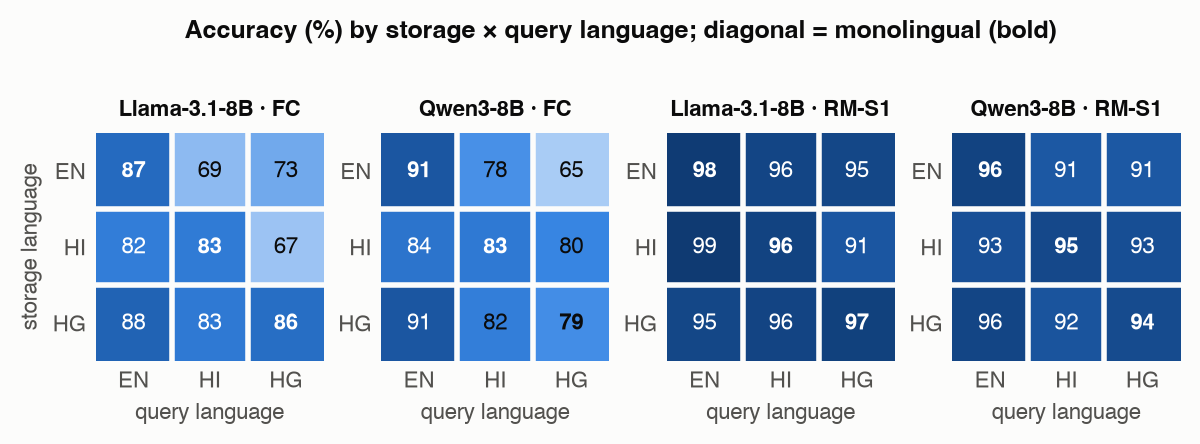 Accuracy (%) by storage × query language; diagonal = monolingual (bold)
Llama-3.1-8B · FC
Qwen3-8B · FC
Llama-3.1-8B · RM-S1
Qwen3-8B · RM-S1
storage language
EN 87 69 73
HI 82 83 67
HG 88 83 86
EN HI HG
query language
EN 91 78 65
HI 84 83 80
HG 91 82 79
EN HI HG
query language
EN 98 96 95
HI 99 96 91
HG 95 96 97
EN HI HG
query language
EN 96 91 91
HI 93 95 93
HG 96 92 94
EN HI HG
query language